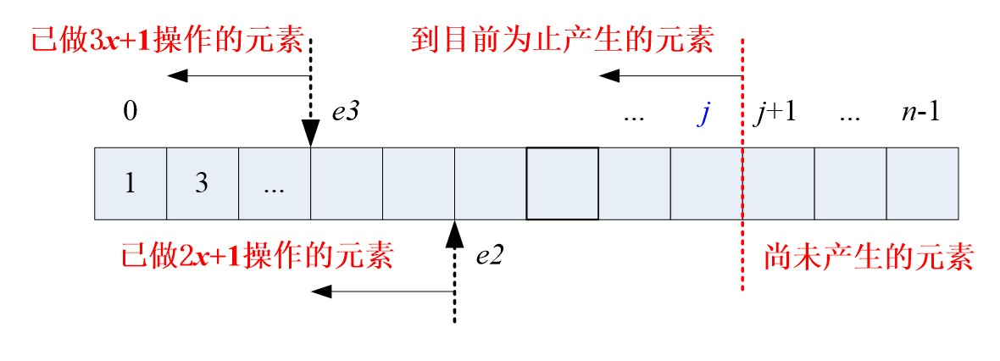 已做3x+1操作的元素
到目前为止产生的元素
0
e3
...
j
j+1
...
n-1
1
3
...
已做2x+1操作的元素
e2
尚未产生的元素